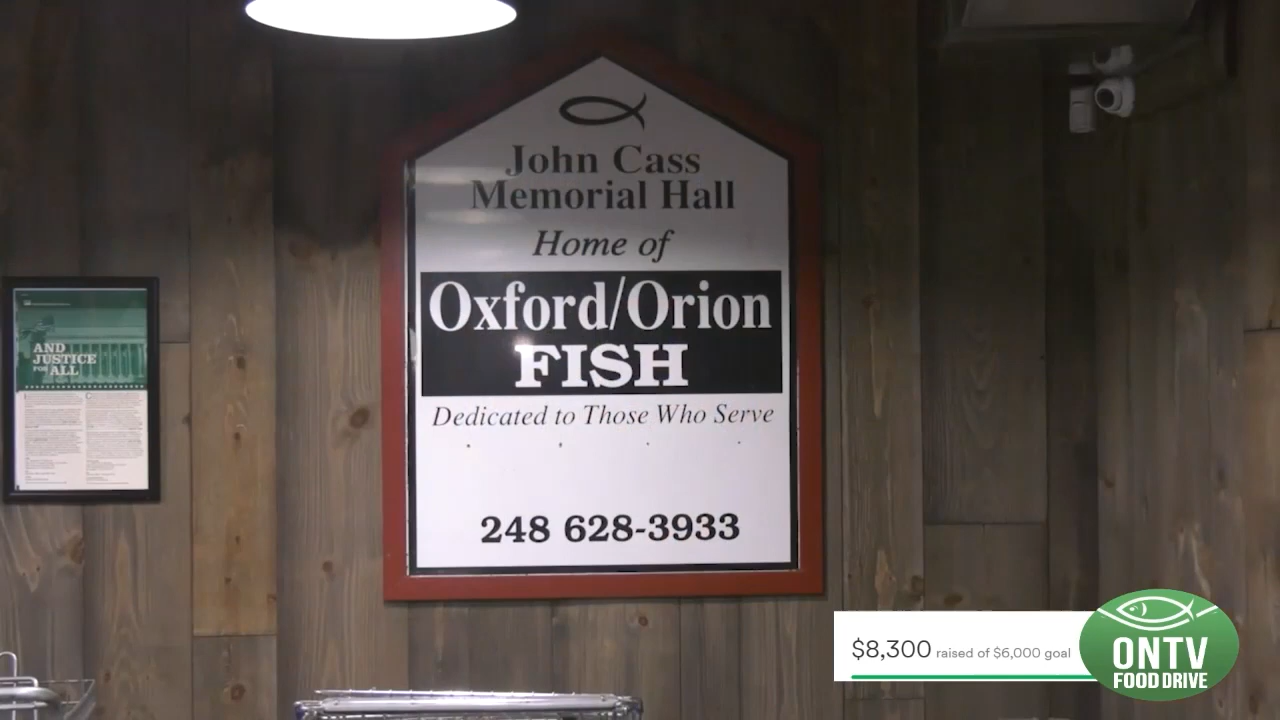 John Cass
Memorial Hall
Home of
Oxford/Orion
FISH
Dedicated to Those Who Serve
248 628-3933
AND
JUSTICE
FOR ALL
$8,300 raised of $6,000 goal
ONTV
FOOD DRIVE